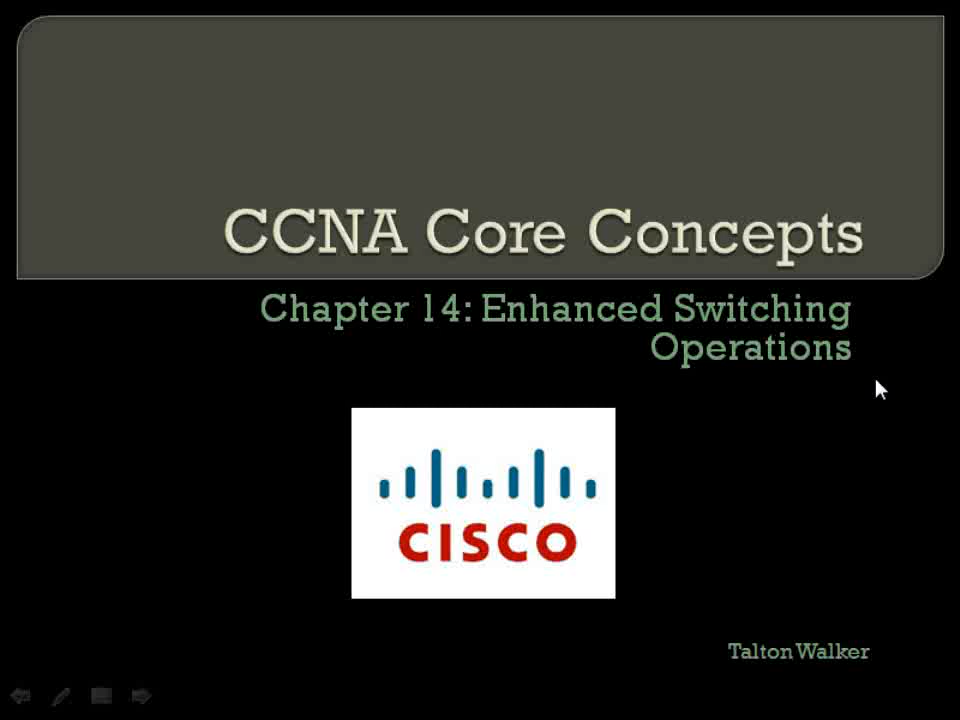 CCNA Core Concepts
Chapter 14: Enhanced Switching
Operations
CISCO
Talton Walker